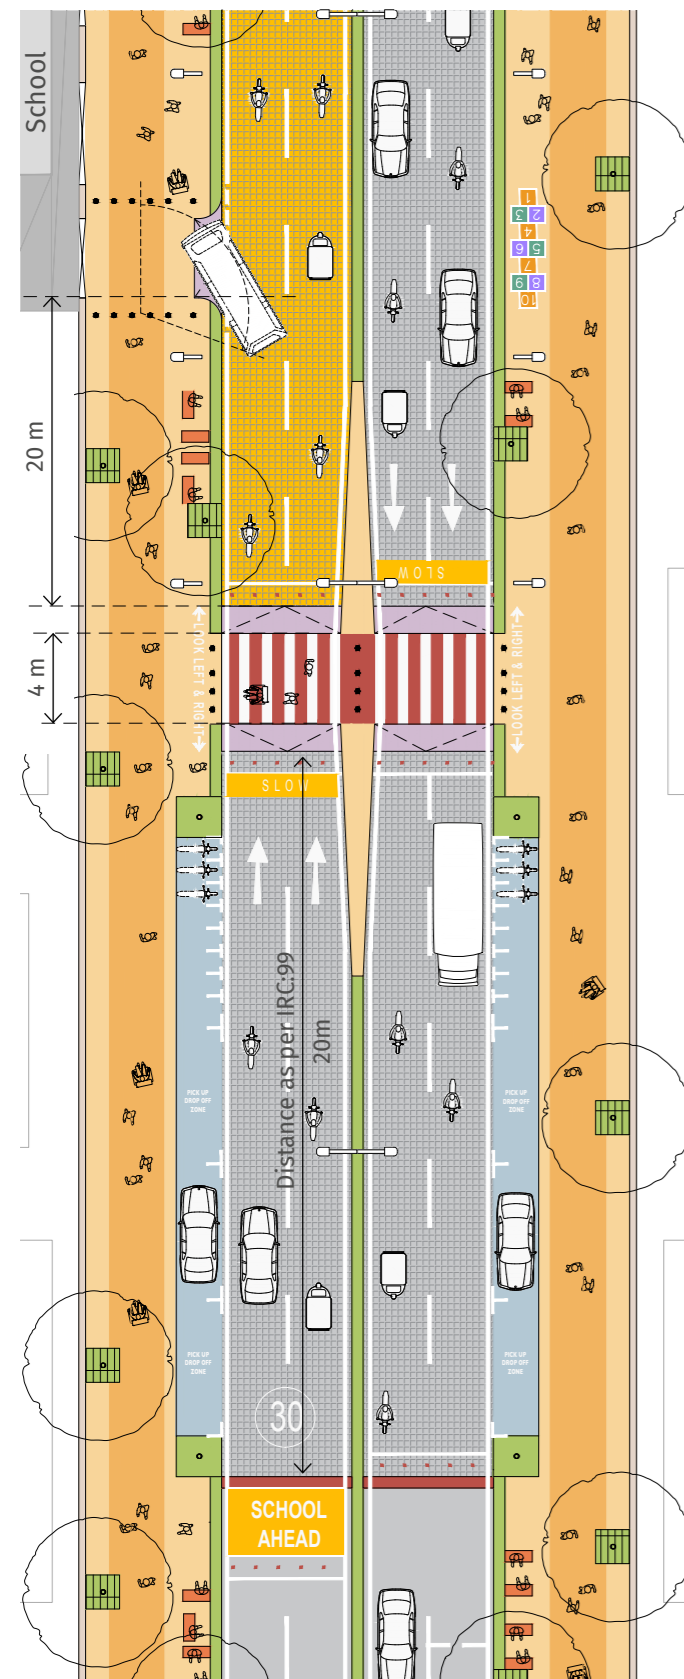 School
1
2
3
4
5
6
7
8
9
10
20 m
SLOW
LOOK LEFT & RIGHT
LOOK LEFT & RIGHT
4 m
SLOW
Distance as per IRC:99
20m
PICK UP
DROP OFF
ZONE
PICK UP
DROP OFF
ZONE
PICK UP
DROP OFF
ZONE
PICK UP
DROP OFF
ZONE
30
SCHOOL
AHEAD